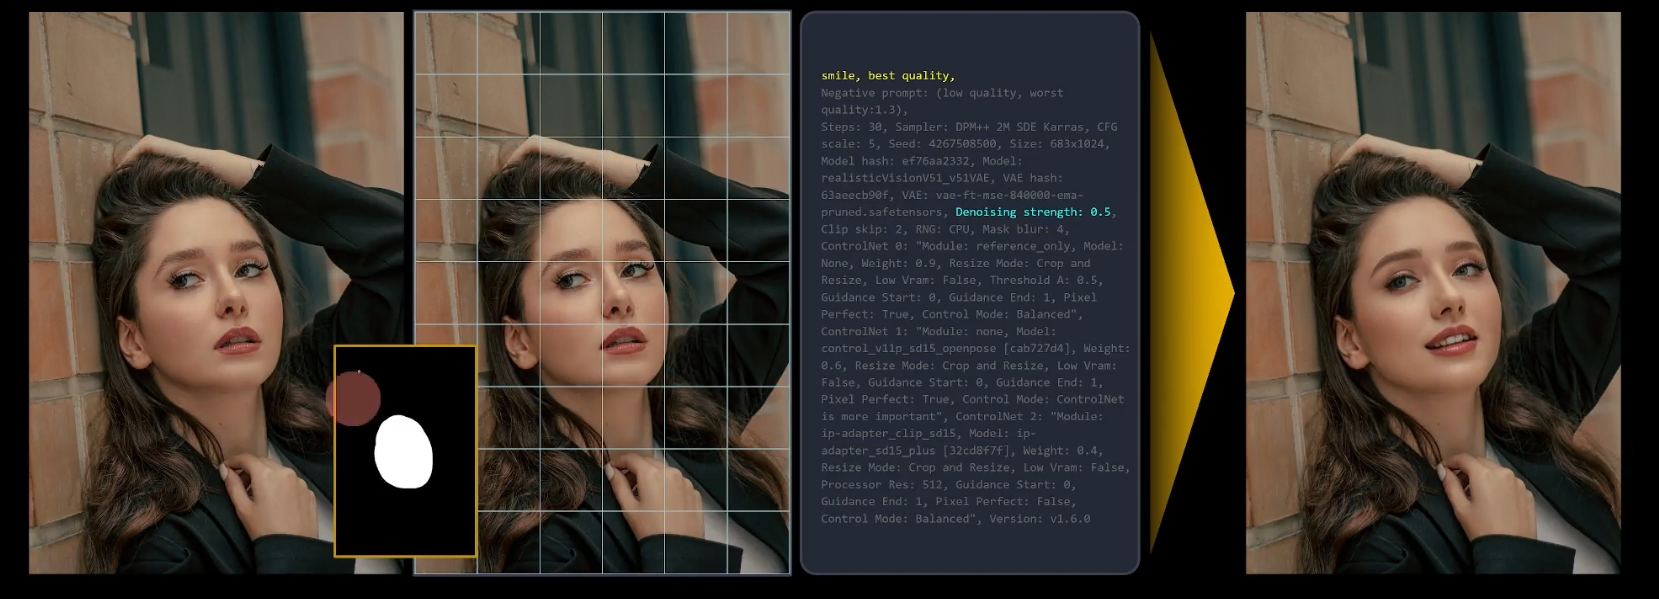 smile, best quality,
Negative prompt: (low quality, worst
quality:1.3),
Steps: 30, Sampler: DPM++ 2M SDE Karras, CFG
scale: 5, Seed: 4267508500, Size: 683x1024,
Model hash: ef76aa2332, Model:
realisticVisionV51_v51VAE, VAE hash:
63aeecb90f, VAE: vae-ft-mse-840000-ema-
pruned.safetensors, Denoising strength: 0.5,
Clip skip: 2, RNG: CPU, Mask blur: 4,
ControlNet 0: "Module: reference_only, Model:
None, Weight: 0.9, Resize Mode: Crop and
Resize, Low Vram: False, Threshold A: 0.5,
Guidance Start: 0, Guidance End: 1, Pixel
Perfect: True, Control Mode: Balanced",
ControlNet 1: "Module: none, Model:
control_v11p_sd15_openpose [cab727d4], Weight:
0.6, Resize Mode: Crop and Resize, Low Vram:
False, Guidance Start: 0, Guidance End: 1,
Pixel Perfect: True, Control Mode: ControlNet
is more important", ControlNet 2: "Module:
ip-adapter_clip_sd15, Model: ip-
adapter_sd15_plus [32cd8f7f], Weight: 0.4,
Resize Mode: Crop and Resize, Low Vram: False,
Processor Res: 512, Guidance Start: 0,
Guidance End: 1, Pixel Perfect: False,
Control Mode: Balanced", Version: v1.6.0